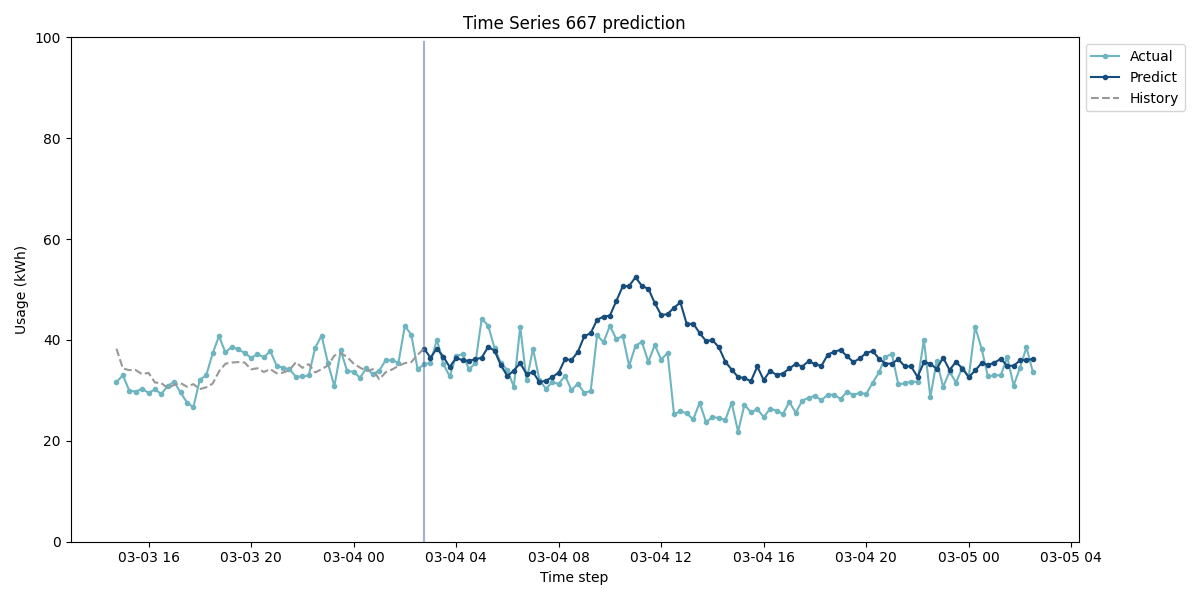 Time Series 667 prediction
100
80
60
40
20
0
Usage (kWh)
03-03 16
03-03 20
03-04 00
03-04 04
03-04 08
03-04 12
03-04 16
03-04 20
03-05 00
03-05 04
Time step
Actual
Predict
History